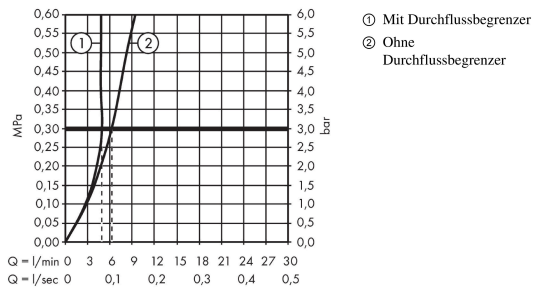 0,60 6,0
0,55 5,5
0,50 5,0
0,45 4,5
0,40 4,0
0,35 3,5
0,30 3,0
0,25 2,5
0,20 2,0
0,15 1,5
0,10 1,0
0,05 0,5
0,00 0,0
MPa
bar
1
2
Q = l/min 0 3 6 9 12 15 18 21 24 27 30
Q = l/sec 0 0,1 0,2 0,3 0,4 0,5
① Mit Durchflussbegrenzer
② Ohne
Durchflussbegrenzer